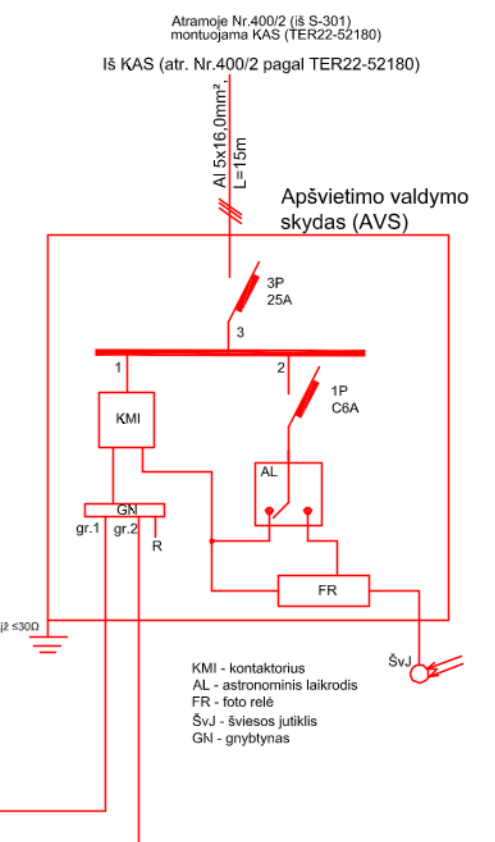 Atramoje Nr.400/2 (iš S-301)
montuojama KAS (TER22-52180)
Iš KAS (atr. Nr.400/2 pagal TER22-52180)
Al 5x16,0mm²,
L=15m
Apšvietimo valdymo
skydas (AVS)
3P
25A
3
1
2
1P
C6A
KMI
AL
GN
gr.1
gr.2
R
FR
įž ≤30Ω
ŠvJ
KMI - kontaktorius
AL - astronominis laikrodis
FR - foto relė
ŠvJ - šviesos jutiklis
GN - gnybtynas